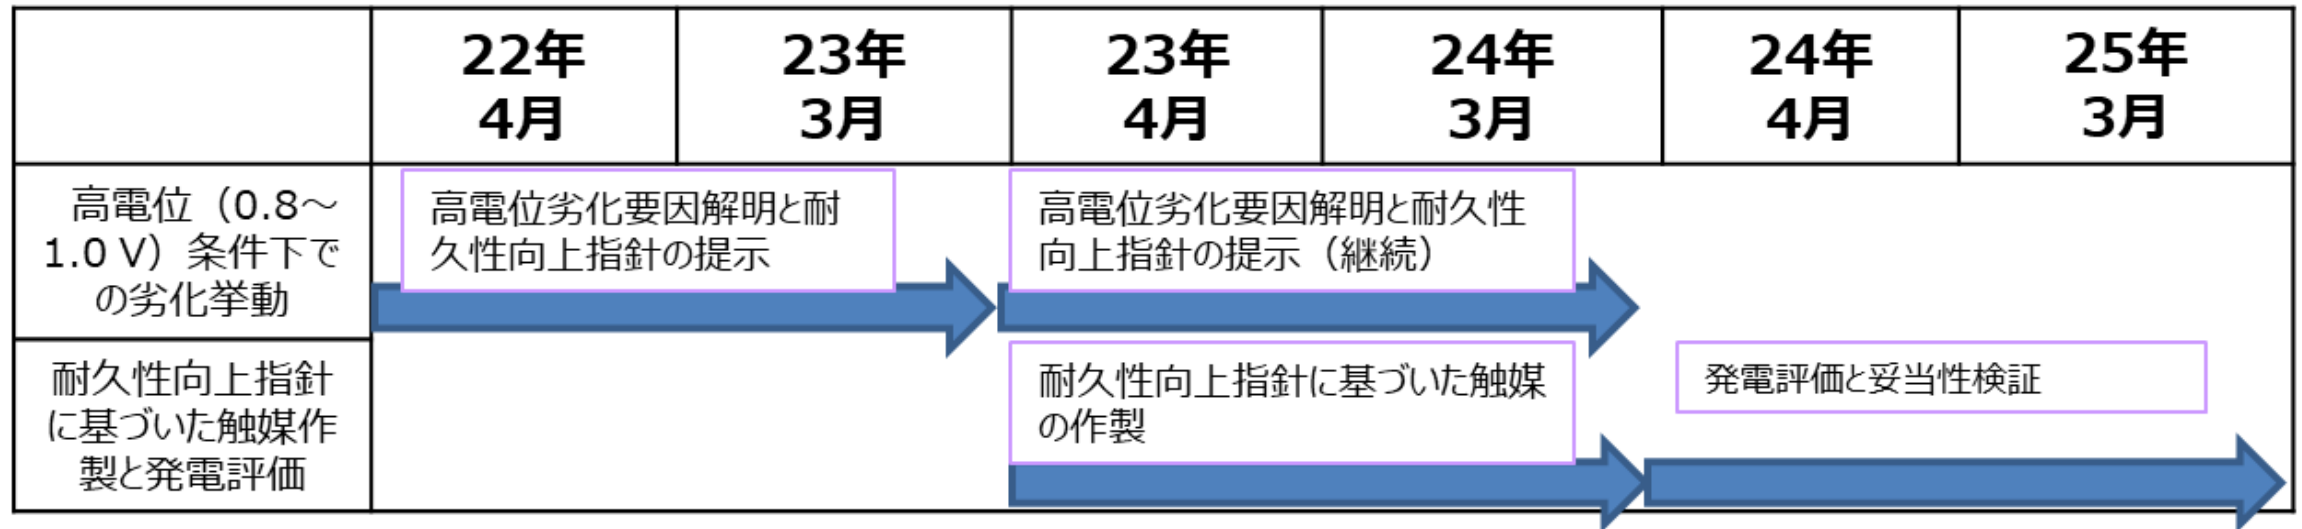 22年
4月
23年
3月
23年
4月
24年
3月
24年
4月
25年
3月
高電位（0.8～
1.0 V）条件下で
の劣化挙動
高電位劣化要因解明と耐
久性向上指針の提示
高電位劣化要因解明と耐久性
向上指針の提示（継続）
耐久性向上指針
に基づいた触媒作
製と発電評価
耐久性向上指針に基づいた触媒
の作製
発電評価と妥当性検証